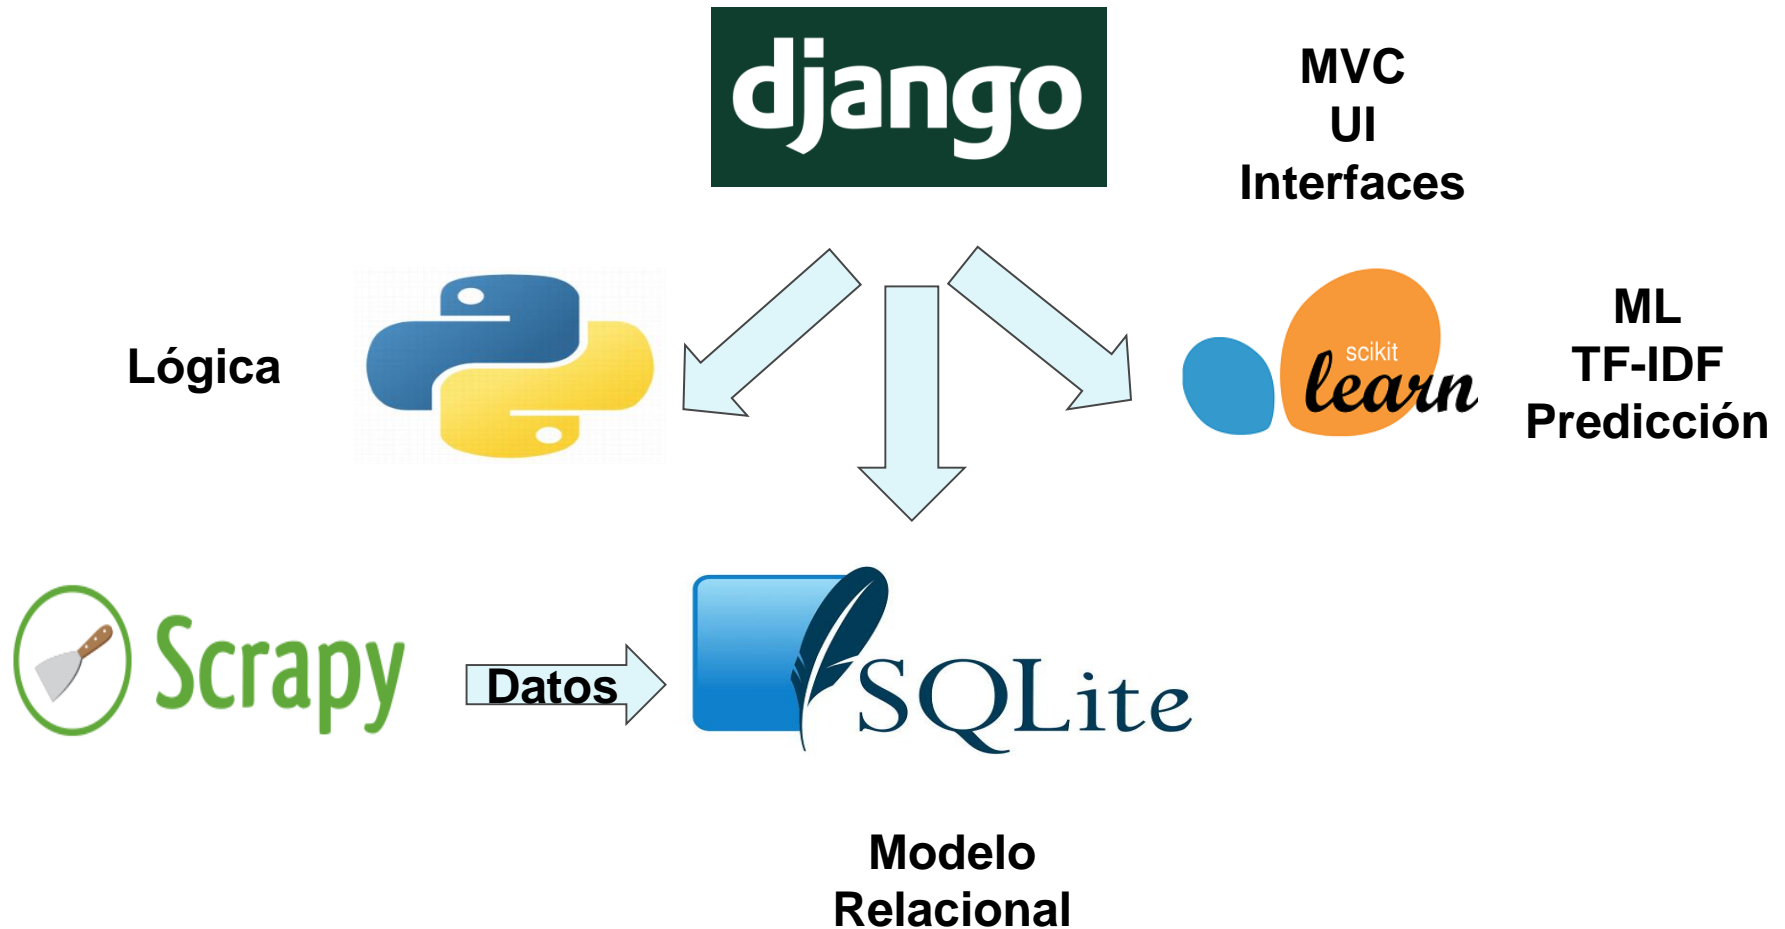 django
MVC
UI
Interfaces
Lógica
scikit
learn
ML
TF-IDF
Predicción
Scrapy
Datos
SQLite
Modelo
Relacional